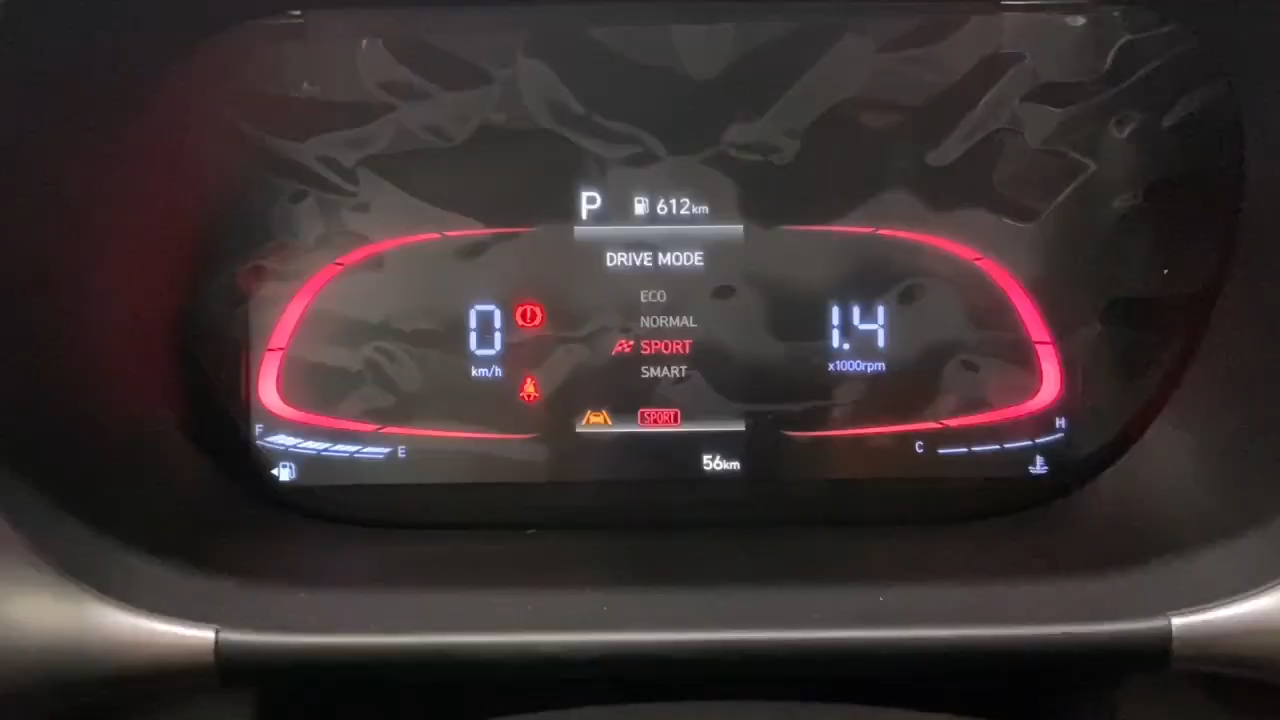 P 612km
DRIVE MODE
ECO
NORMAL
SPORT
SMART
0
km/h
1.4
x1000rpm
SPORT
F
E
C
H
56km